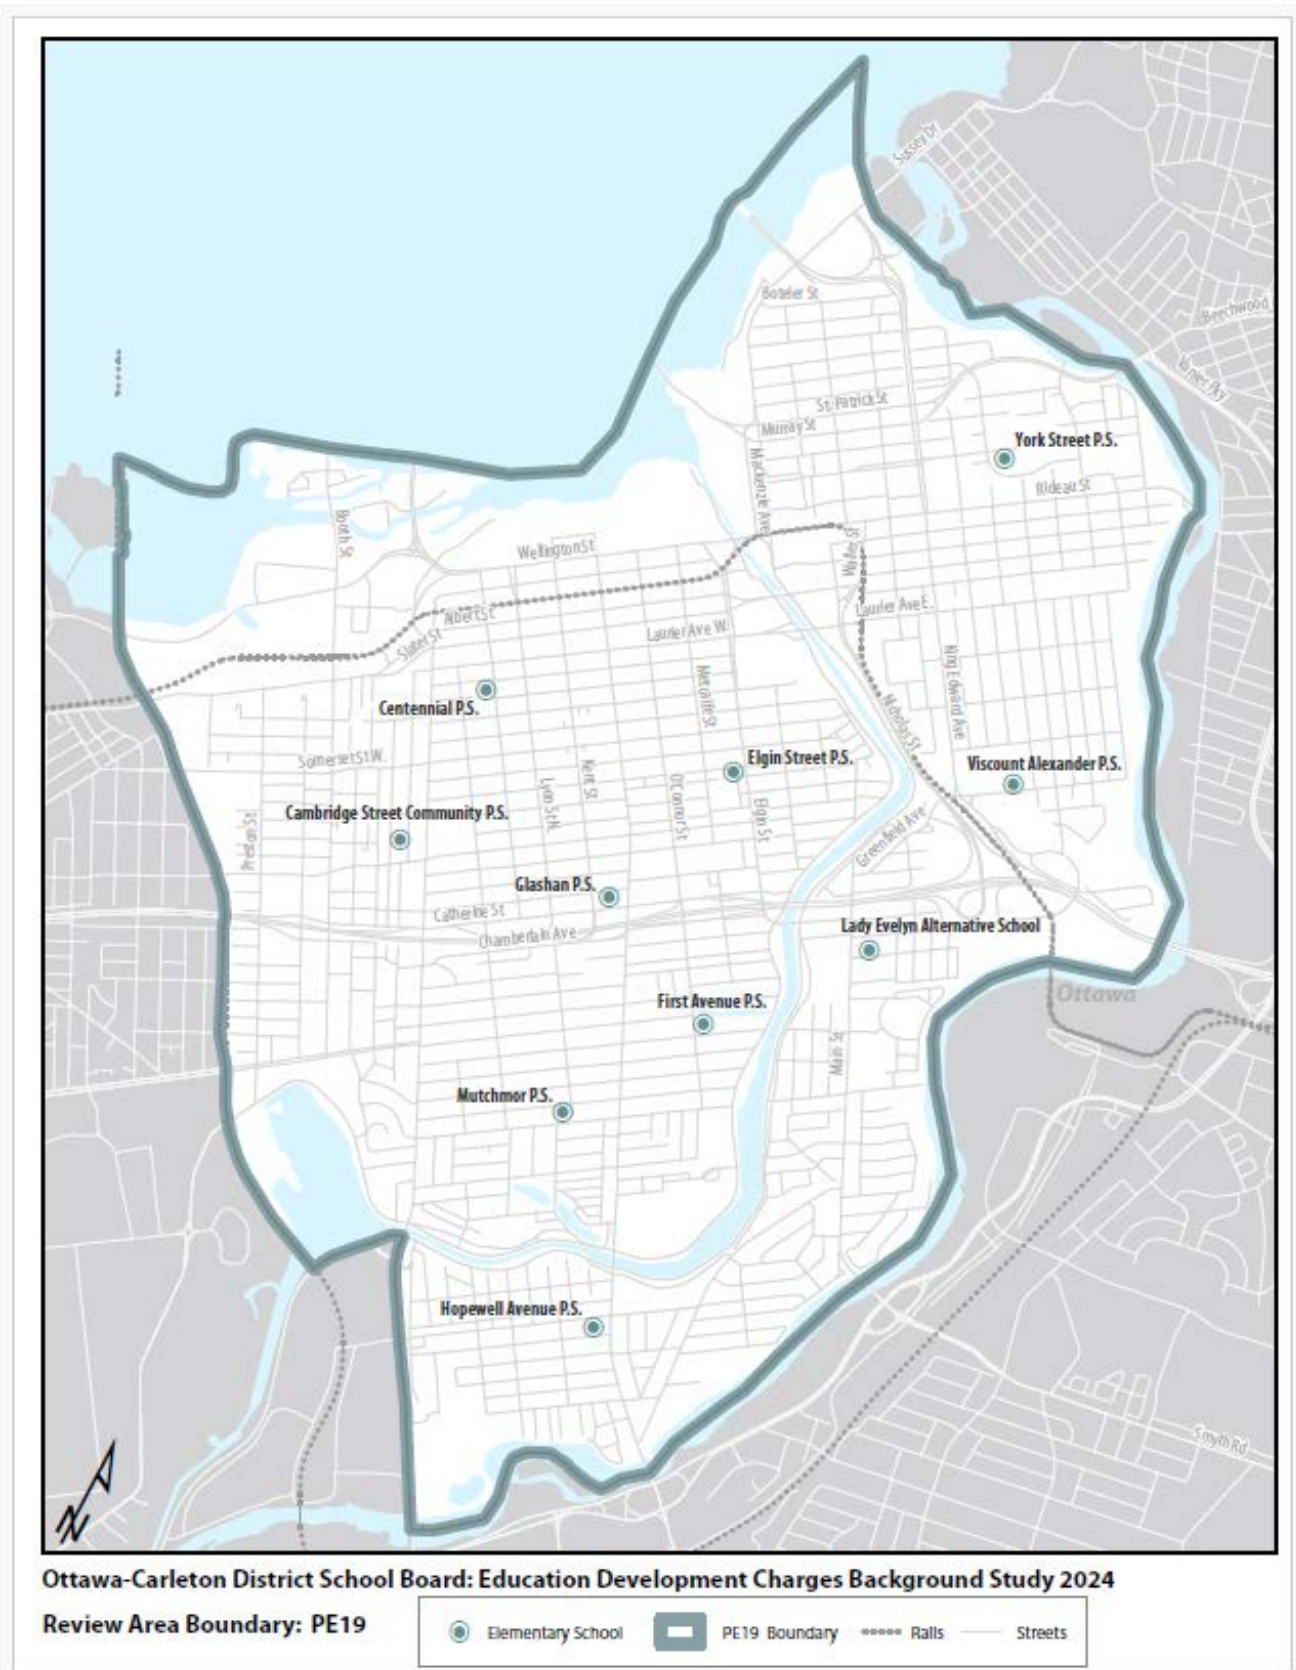 Sussex Dr
Beechwood
Vanier Pky
Boteler St
St. Patrick St
Murray St
York Street P.S.
Mackenzie Ave
Rideau St
Booth St
Wellington St
Waller St
Albert St
Slater St
Laurier Ave W.
Laurier Ave E.
Metcalfe St
King Edward Ave
Nicholas St
Centennial P.S.
Somerset St W.
Elgin Street P.S.
Viscount Alexander P.S.
Kent St
Lyon St N.
O'Connor St
Elgin St
Preston St
Cambridge Street Community P.S.
Greenfield Ave
Glashan P.S.
Catherine St
Chamberlain Ave
Lady Evelyn Alternative School
Ottawa
First Avenue P.S.
Main St
Mutchmor P.S.
Hopewell Avenue P.S.
Smyth Rd
N
Ottawa-Carleton District School Board: Education Development Charges Background Study 2024
Review Area Boundary: PE19
Elementary School PE19 Boundary Rails Streets